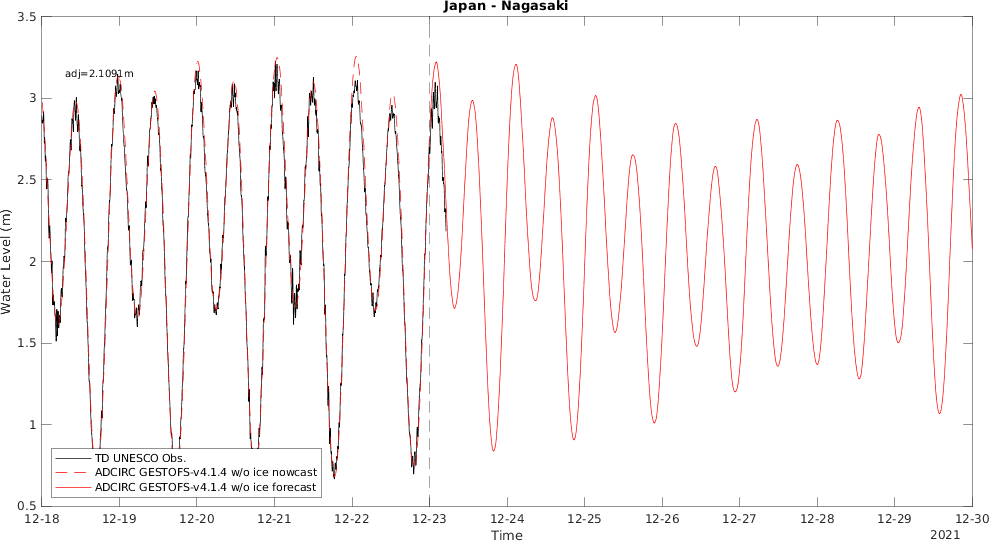 Japan - Nagasaki
3.5
adj=2.1091m
3
2.5
Water Level (m)
2
1.5
1
TD UNESCO Obs.
ADCIRC GESTOFS-v4.1.4 w/o ice nowcast
ADCIRC GESTOFS-v4.1.4 w/o ice forecast
0.5
12-18 12-19 12-20 12-21 12-22 12-23 12-24 12-25 12-26 12-27 12-28 12-29 12-30
Time
2021